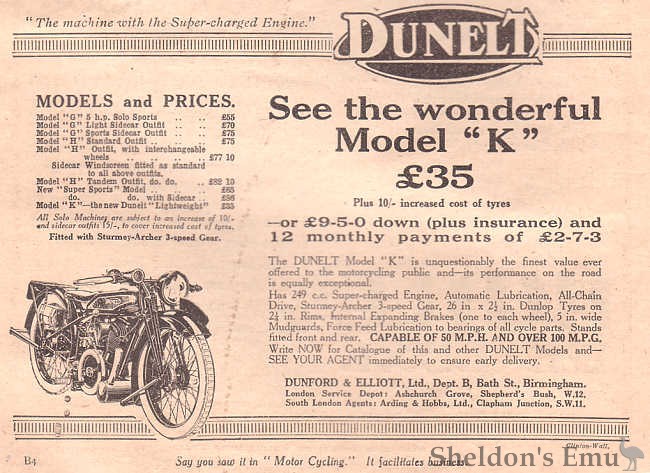 "The machine with the Super-charged Engine."
DUNELT
MODELS and PRICES.
Model "G" 5 h.p. Solo Sports .. .. £55
Model "G" Light Sidecar Outfit .. .. £70
Model "G" Sports Sidecar Outfit .. .. £75
Model "H" Standard Outfit .. .. £75
Model "H" Outfit, with interchangeable
wheels .. .. .. .. £77 10
Sidecar Windscreen fitted as standard
to all above outfits.
Model "H" Tandem Outfit, do. do. .. £82 10
New "Super Sports" Model .. .. £65
do. do. with Sidecar .. £86
Model "K"—the new Dunelt "Lightweight" £35
All Solo Machines are subject to an increase of 10/-
and sidecar outfits 15/-, to cover increased cost of tyres.
Fitted with Sturmey-Archer 3-speed Gear.
See the wonderful
Model "K"
£35
Plus 10/- increased cost of tyres
—or £9-5-0 down (plus insurance) and
12 monthly payments of £2-7-3
The DUNELT Model "K" is unquestionably the finest value ever
offered to the motorcycling public and—its performance on the road
is equally exceptional.
Has 249 c.c. Super-charged Engine, Automatic Lubrication, All-Chain
Drive, Sturmey-Archer 3-speed Gear, 26 in x 2½ in. Dunlop Tyres on
2¼ in. Rims, Internal Expanding Brakes (one to each wheel), 5 in. wide
Mudguards, Force Feed Lubrication to bearings of all cycle parts. Stands
fitted front and rear. CAPABLE OF 50 M.P.H. AND OVER 100 M.P.G.
Write NOW for Catalogue of this and other DUNELT Models and—
SEE YOUR AGENT immediately to ensure early delivery.
DUNFORD & ELLIOTT, Ltd., Dept. B, Bath St., Birmingham.
London Service Depot: Ashchurch Grove, Shepherd's Bush, W.12.
South London Agents: Arding & Hobbs, Ltd., Clapham Junction, S.W.11.
Clipton-Wall.
B4
Say you saw it in "Motor Cycling." It facilitates business.
Sheldon's Emu